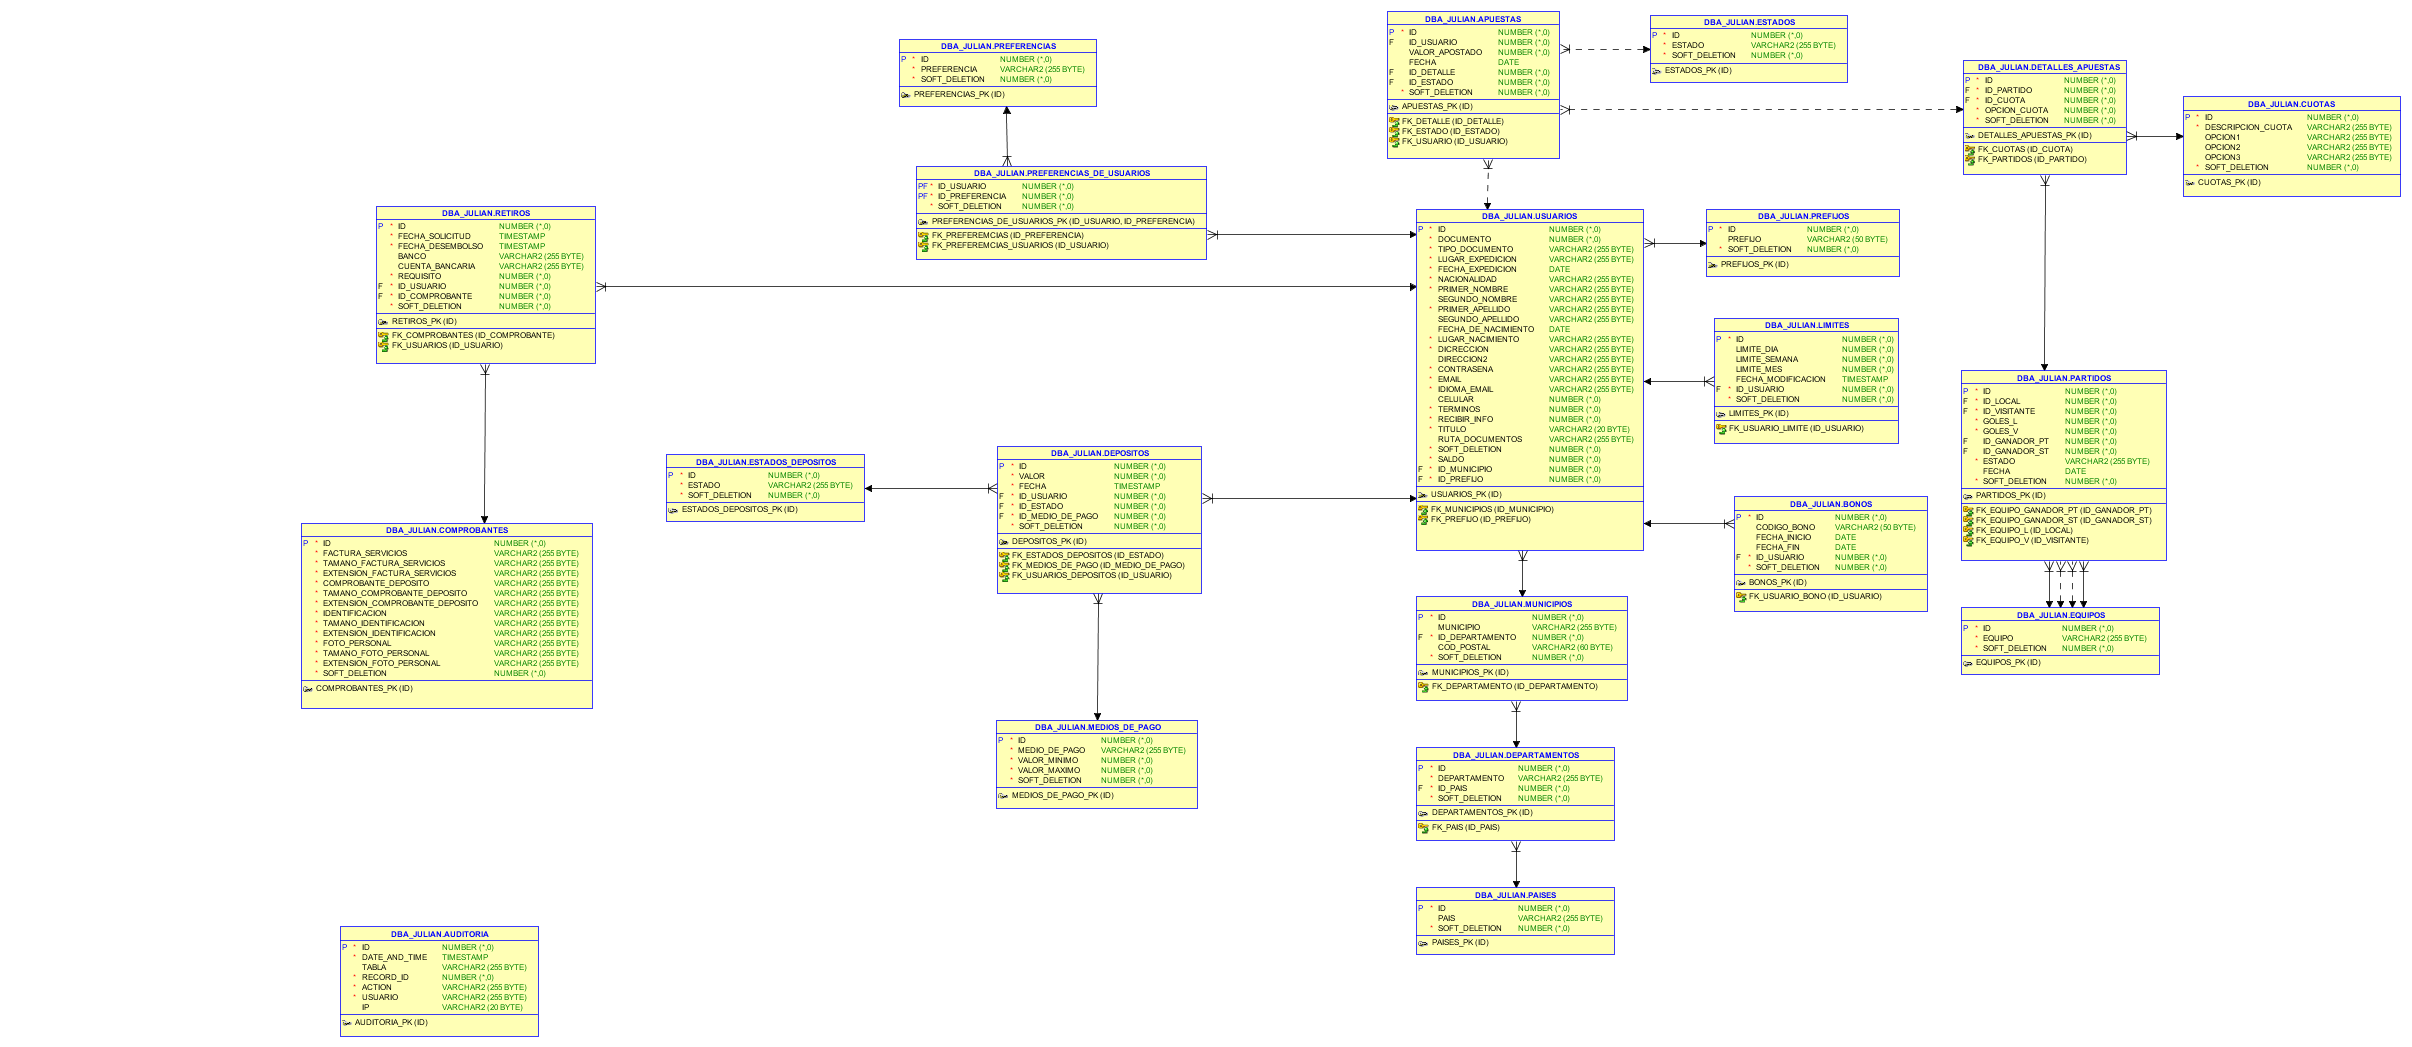 DBA_JULIAN.PREFERENCIAS
P * ID NUMBER (*,0)
* PREFERENCIA VARCHAR2 (255 BYTE)
* SOFT_DELETION NUMBER (*,0)
PREFERENCIAS_PK (ID)
DBA_JULIAN.APUESTAS
P * ID NUMBER (*,0)
F ID_USUARIO NUMBER (*,0)
VALOR_APOSTADO NUMBER (*,0)
FECHA DATE
F ID_DETALLE NUMBER (*,0)
F ID_ESTADO NUMBER (*,0)
* SOFT_DELETION NUMBER (*,0)
APUESTAS_PK (ID)
FK_DETALLE (ID_DETALLE)
FK_ESTADO (ID_ESTADO)
FK_USUARIO (ID_USUARIO)
DBA_JULIAN.ESTADOS
P * ID NUMBER (*,0)
* ESTADO VARCHAR2 (255 BYTE)
* SOFT_DELETION NUMBER (*,0)
ESTADOS_PK (ID)
DBA_JULIAN.DETALLES_APUESTAS
P * ID NUMBER (*,0)
F * ID_PARTIDO NUMBER (*,0)
F * ID_CUOTA NUMBER (*,0)
* OPCION_CUOTA NUMBER (*,0)
* SOFT_DELETION NUMBER (*,0)
DETALLES_APUESTAS_PK (ID)
FK_CUOTAS (ID_CUOTA)
FK_PARTIDOS (ID_PARTIDO)
DBA_JULIAN.CUOTAS
P * ID NUMBER (*,0)
* DESCRIPCION_CUOTA VARCHAR2 (255 BYTE)
OPCION1 VARCHAR2 (255 BYTE)
OPCION2 VARCHAR2 (255 BYTE)
OPCION3 VARCHAR2 (255 BYTE)
* SOFT_DELETION NUMBER (*,0)
CUOTAS_PK (ID)
DBA_JULIAN.PREFERENCIAS_DE_USUARIOS
PF * ID_USUARIO NUMBER (*,0)
PF * ID_PREFERENCIA NUMBER (*,0)
* SOFT_DELETION NUMBER (*,0)
PREFERENCIAS_DE_USUARIOS_PK (ID_USUARIO, ID_PREFERENCIA)
FK_PREFEREMCIAS (ID_PREFERENCIA)
FK_PREFEREMCIAS_USUARIOS (ID_USUARIO)
DBA_JULIAN.RETIROS
P * ID NUMBER (*,0)
* FECHA_SOLICITUD TIMESTAMP
* FECHA_DESEMBOLSO TIMESTAMP
BANCO VARCHAR2 (255 BYTE)
CUENTA_BANCARIA VARCHAR2 (255 BYTE)
* REQUISITO NUMBER (*,0)
F * ID_USUARIO NUMBER (*,0)
F * ID_COMPROBANTE NUMBER (*,0)
* SOFT_DELETION NUMBER (*,0)
RETIROS_PK (ID)
FK_COMPROBANTES (ID_COMPROBANTE)
FK_USUARIOS (ID_USUARIO)
DBA_JULIAN.USUARIOS
P * ID NUMBER (*,0)
* DOCUMENTO NUMBER (*,0)
* TIPO_DOCUMENTO VARCHAR2 (255 BYTE)
* LUGAR_EXPEDICION VARCHAR2 (255 BYTE)
* FECHA_EXPEDICION DATE
* NACIONALIDAD VARCHAR2 (255 BYTE)
* PRIMER_NOMBRE VARCHAR2 (255 BYTE)
SEGUNDO_NOMBRE VARCHAR2 (255 BYTE)
* PRIMER_APELLIDO VARCHAR2 (255 BYTE)
SEGUNDO_APELLIDO VARCHAR2 (255 BYTE)
FECHA_DE_NACIMIENTO DATE
* LUGAR_NACIMIENTO VARCHAR2 (255 BYTE)
* DICRECCION VARCHAR2 (255 BYTE)
DIRECCION2 VARCHAR2 (255 BYTE)
* CONTRASENA VARCHAR2 (255 BYTE)
* EMAIL VARCHAR2 (255 BYTE)
* IDIOMA_EMAIL VARCHAR2 (255 BYTE)
CELULAR NUMBER (*,0)
* TERMINOS NUMBER (*,0)
* RECIBIR_INFO NUMBER (*,0)
* TITULO VARCHAR2 (20 BYTE)
RUTA_DOCUMENTOS VARCHAR2 (255 BYTE)
* SOFT_DELETION NUMBER (*,0)
* SALDO NUMBER (*,0)
F * ID_MUNICIPIO NUMBER (*,0)
F * ID_PREFIJO NUMBER (*,0)
USUARIOS_PK (ID)
FK_MUNICIPIOS (ID_MUNICIPIO)
FK_PREFIJO (ID_PREFIJO)
DBA_JULIAN.PREFIJOS
P * ID NUMBER (*,0)
PREFIJO VARCHAR2 (50 BYTE)
* SOFT_DELETION NUMBER (*,0)
PREFIJOS_PK (ID)
DBA_JULIAN.LIMITES
P * ID NUMBER (*,0)
LIMITE_DIA NUMBER (*,0)
LIMITE_SEMANA NUMBER (*,0)
LIMITE_MES NUMBER (*,0)
FECHA_MODIFICACION TIMESTAMP
F * ID_USUARIO NUMBER (*,0)
* SOFT_DELETION NUMBER (*,0)
LIMITES_PK (ID)
FK_USUARIO_LIMITE (ID_USUARIO)
DBA_JULIAN.PARTIDOS
P * ID NUMBER (*,0)
F * ID_LOCAL NUMBER (*,0)
F * ID_VISITANTE NUMBER (*,0)
* GOLES_L NUMBER (*,0)
* GOLES_V NUMBER (*,0)
F ID_GANADOR_PT NUMBER (*,0)
F ID_GANADOR_ST NUMBER (*,0)
* ESTADO VARCHAR2 (255 BYTE)
FECHA DATE
* SOFT_DELETION NUMBER (*,0)
PARTIDOS_PK (ID)
FK_EQUIPO_GANADOR_PT (ID_GANADOR_PT)
FK_EQUIPO_GANADOR_ST (ID_GANADOR_ST)
FK_EQUIPO_L (ID_LOCAL)
FK_EQUIPO_V (ID_VISITANTE)
DBA_JULIAN.ESTADOS_DEPOSITOS
P * ID NUMBER (*,0)
* ESTADO VARCHAR2 (255 BYTE)
* SOFT_DELETION NUMBER (*,0)
ESTADOS_DEPOSITOS_PK (ID)
DBA_JULIAN.DEPOSITOS
P * ID NUMBER (*,0)
* VALOR NUMBER (*,0)
* FECHA TIMESTAMP
F * ID_USUARIO NUMBER (*,0)
F * ID_ESTADO NUMBER (*,0)
F * ID_MEDIO_DE_PAGO NUMBER (*,0)
* SOFT_DELETION NUMBER (*,0)
DEPOSITOS_PK (ID)
FK_ESTADOS_DEPOSITOS (ID_ESTADO)
FK_MEDIOS_DE_PAGO (ID_MEDIO_DE_PAGO)
FK_USUARIOS_DEPOSITOS (ID_USUARIO)
DBA_JULIAN.BONOS
P * ID NUMBER (*,0)
CODIGO_BONO VARCHAR2 (50 BYTE)
FECHA_INICIO DATE
FECHA_FIN DATE
F * ID_USUARIO NUMBER (*,0)
* SOFT_DELETION NUMBER (*,0)
BONOS_PK (ID)
FK_USUARIO_BONO (ID_USUARIO)
DBA_JULIAN.COMPROBANTES
P * ID NUMBER (*,0)
* FACTURA_SERVICIOS VARCHAR2 (255 BYTE)
* TAMANO_FACTURA_SERVICIOS VARCHAR2 (255 BYTE)
* EXTENSION_FACTURA_SERVICIOS VARCHAR2 (255 BYTE)
* COMPROBANTE_DEPOSITO VARCHAR2 (255 BYTE)
* TAMANO_COMPROBANTE_DEPOSITO VARCHAR2 (255 BYTE)
* EXTENSION_COMPROBANTE_DEPOSITO VARCHAR2 (255 BYTE)
* IDENTIFICACION VARCHAR2 (255 BYTE)
* TAMANO_IDENTIFICACION VARCHAR2 (255 BYTE)
* EXTENSION_IDENTIFICACION VARCHAR2 (255 BYTE)
* FOTO_PERSONAL VARCHAR2 (255 BYTE)
* TAMANO_FOTO_PERSONAL VARCHAR2 (255 BYTE)
* EXTENSION_FOTO_PERSONAL VARCHAR2 (255 BYTE)
* SOFT_DELETION NUMBER (*,0)
COMPROBANTES_PK (ID)
DBA_JULIAN.MUNICIPIOS
P * ID NUMBER (*,0)
MUNICIPIO VARCHAR2 (255 BYTE)
F * ID_DEPARTAMENTO NUMBER (*,0)
COD_POSTAL VARCHAR2 (60 BYTE)
* SOFT_DELETION NUMBER (*,0)
MUNICIPIOS_PK (ID)
FK_DEPARTAMENTO (ID_DEPARTAMENTO)
DBA_JULIAN.EQUIPOS
P * ID NUMBER (*,0)
* EQUIPO VARCHAR2 (255 BYTE)
* SOFT_DELETION NUMBER (*,0)
EQUIPOS_PK (ID)
DBA_JULIAN.MEDIOS_DE_PAGO
P * ID NUMBER (*,0)
* MEDIO_DE_PAGO VARCHAR2 (255 BYTE)
* VALOR_MINIMO NUMBER (*,0)
* VALOR_MAXIMO NUMBER (*,0)
* SOFT_DELETION NUMBER (*,0)
MEDIOS_DE_PAGO_PK (ID)
DBA_JULIAN.DEPARTAMENTOS
P * ID NUMBER (*,0)
* DEPARTAMENTO VARCHAR2 (255 BYTE)
F * ID_PAIS NUMBER (*,0)
* SOFT_DELETION NUMBER (*,0)
DEPARTAMENTOS_PK (ID)
FK_PAIS (ID_PAIS)
DBA_JULIAN.PAISES
P * ID NUMBER (*,0)
PAIS VARCHAR2 (255 BYTE)
* SOFT_DELETION NUMBER (*,0)
PAISES_PK (ID)
DBA_JULIAN.AUDITORIA
P * ID NUMBER (*,0)
* DATE_AND_TIME TIMESTAMP
TABLA VARCHAR2 (255 BYTE)
* RECORD_ID NUMBER (*,0)
* ACTION VARCHAR2 (255 BYTE)
* USUARIO VARCHAR2 (255 BYTE)
IP VARCHAR2 (20 BYTE)
AUDITORIA_PK (ID)